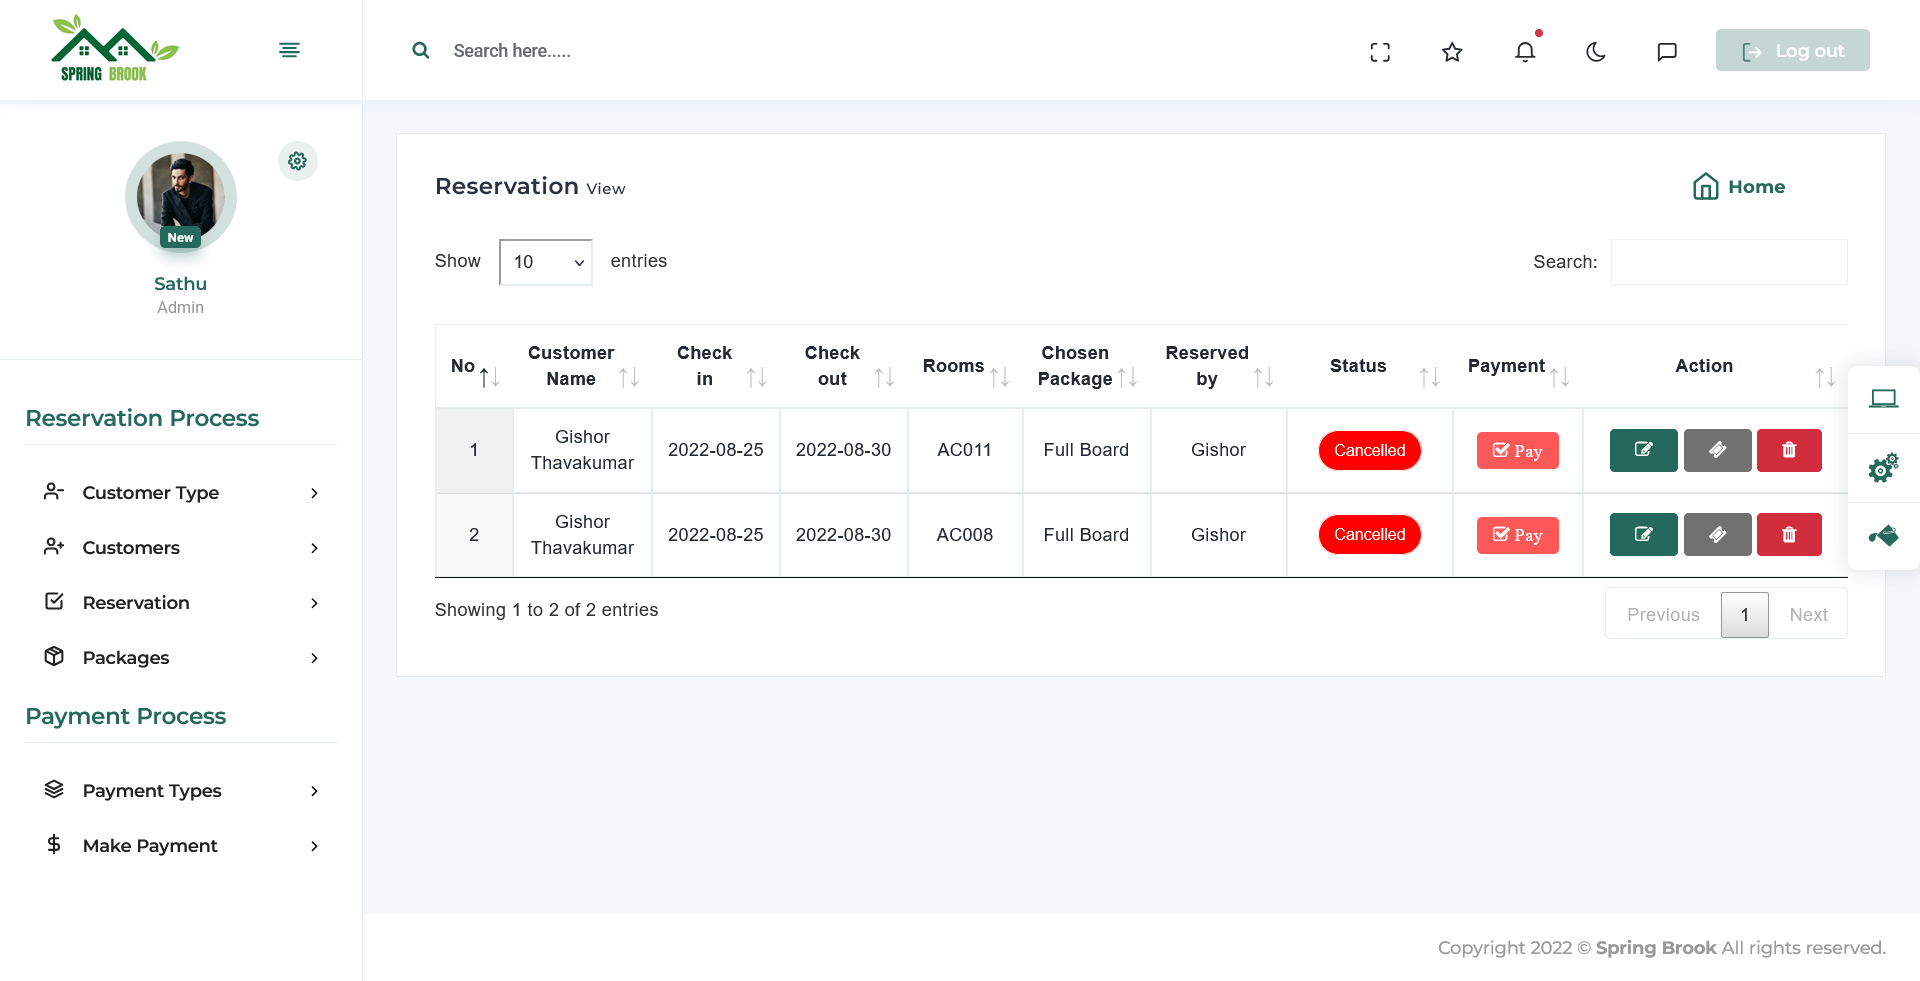 SPRING BROOK
Search here.....
Log out
New
Sathu
Admin
Reservation Process
Customer Type
Customers
Reservation
Packages
Payment Process
Payment Types
Make Payment
Reservation View
Home
Show 10 entries
Search:
No Customer Name Check in Check out Rooms Chosen Package Reserved by Status Payment Action
1 Gishor Thavakumar 2022-08-25 2022-08-30 AC011 Full Board Gishor Cancelled Pay
2 Gishor Thavakumar 2022-08-25 2022-08-30 AC008 Full Board Gishor Cancelled Pay
Showing 1 to 2 of 2 entries
Previous 1 Next
Copyright 2022 © Spring Brook All rights reserved.